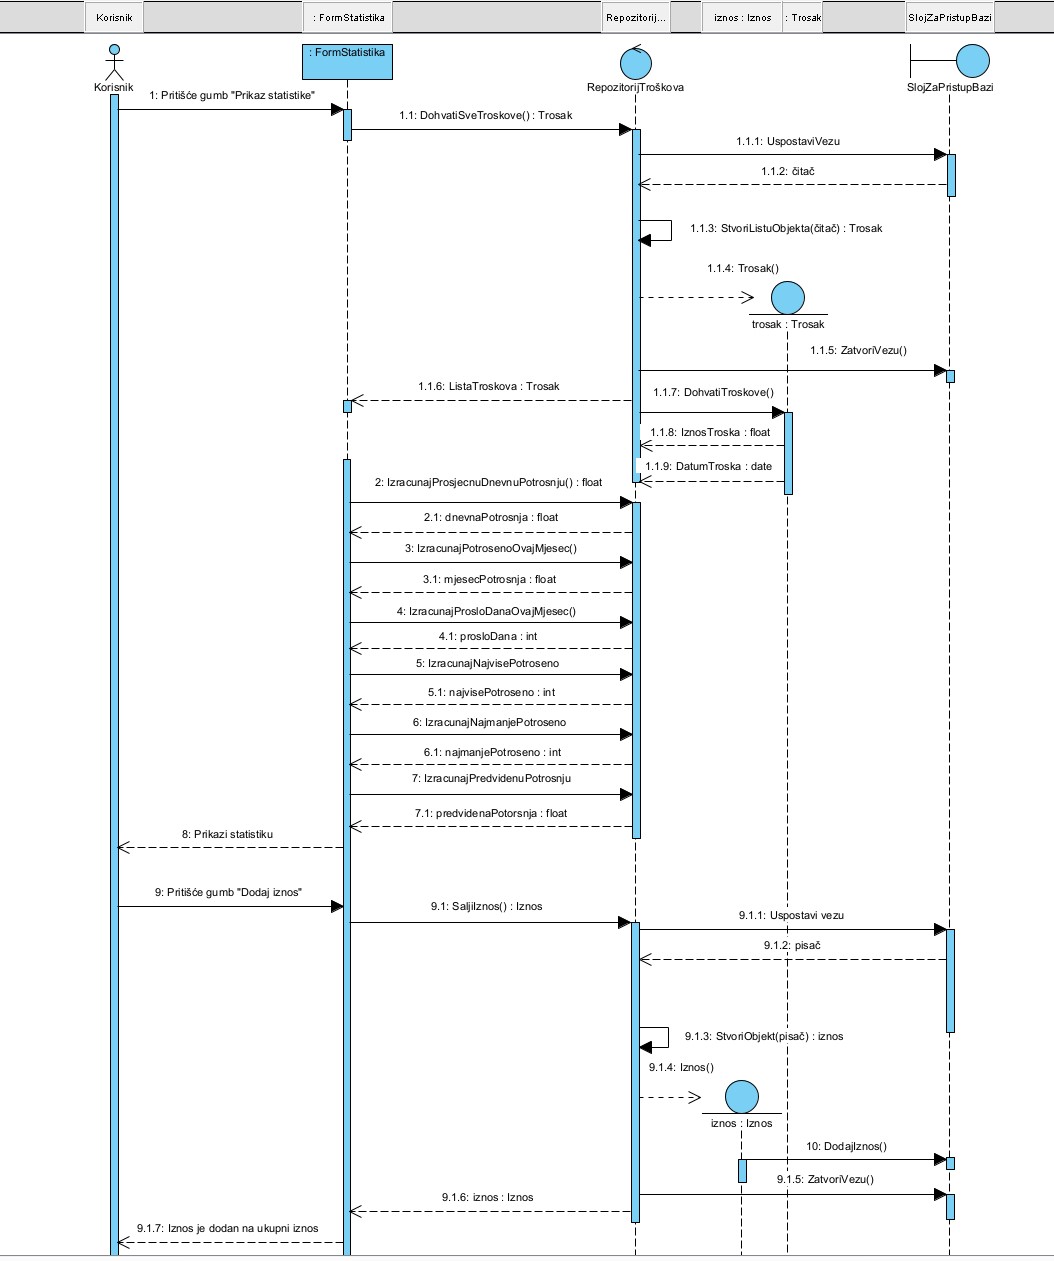 Korisnik
: FormStatistika
Repozitorij...
iznos : Iznos
: Trosak
SlojZaPristupBazi
: FormStatistika
Korisnik
RepozitorijTroškova
SlojZaPristupBazi
1: Pritišće gumb "Prikaz statistike"
1.1: DohvatiSveTroskove() : Trosak
1.1.1: UspostaviVezu
1.1.2: čitač
1.1.3: StvoriListuObjekta(čitač) : Trosak
1.1.4: Trosak()
trosak : Trosak
1.1.5: ZatvoriVezu()
1.1.6: ListaTroskova : Trosak
1.1.7: DohvatiTroskove()
1.1.8: IznosTroska : float
1.1.9: DatumTroska : date
2: IzracunajProsjecnuDnevnuPotrosnju() : float
2.1: dnevnaPotrosnja : float
3: IzracunajPotrosenoOvajMjesec()
3.1: mjesecPotrosnja : float
4: IzracunajProsloDanaOvajMjesec()
4.1: prosloDana : int
5: IzracunajNajvisePotroseno
5.1: najvisePotroseno : int
6: IzracunajNajmanjePotroseno
6.1: najmanjePotroseno : int
7: IzracunajPredvidenuPotrosnju
7.1: predvidenaPotorsnja : float
8: Prikazi statistiku
9: Pritišće gumb "Dodaj iznos"
9.1: SaljiIznos() : Iznos
9.1.1: Uspostavi vezu
9.1.2: pisač
9.1.3: StvoriObjekt(pisač) : iznos
9.1.4: Iznos()
iznos : Iznos
10: DodajIznos()
9.1.5: ZatvoriVezu()
9.1.6: iznos : Iznos
9.1.7: Iznos je dodan na ukupni iznos